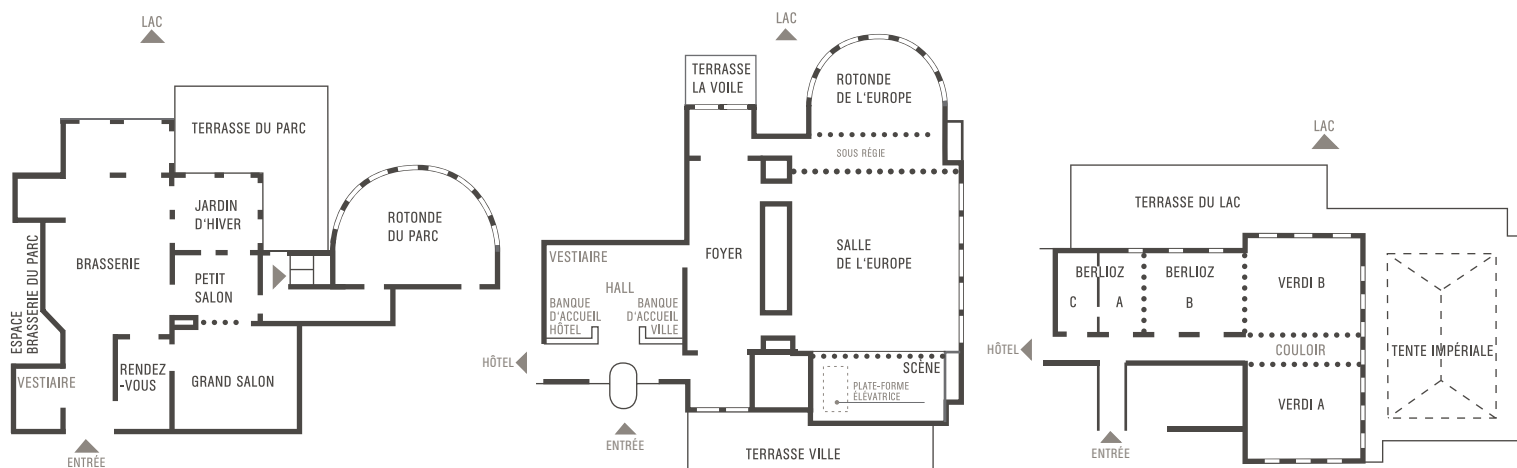 LAC
TERRASSE DU PARC
JARDIN
D'HIVER
ROTONDE
DU PARC
BRASSERIE
PETIT
SALON
ESPACE
BRASSERIE DU PARC
RENDEZ
-VOUS
GRAND SALON
VESTIAIRE
ENTRÉE
LAC
TERRASSE
LA VOILE
ROTONDE
DE L'EUROPE
SOUS RÉGIE
VESTIAIRE
FOYER
SALLE
DE L'EUROPE
HALL
BANQUE
D'ACCUEIL
HÔTEL
BANQUE
D'ACCUEIL
VILLE
HÔTEL
SCÈNE
PLATE-FORME
ÉLÉVATRICE
ENTRÉE
TERRASSE VILLE
LAC
TERRASSE DU LAC
BERLIOZ
C
A
BERLIOZ
B
VERDI B
HÔTEL
COULOIR
TENTE IMPÉRIALE
VERDI A
ENTRÉE